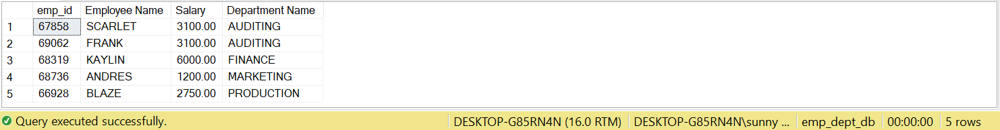 emp_id Employee Name Salary Department Name
1 67858 SCARLET 3100.00 AUDITING
2 69062 FRANK 3100.00 AUDITING
3 68319 KAYLIN 6000.00 FINANCE
4 68736 ANDRES 1200.00 MARKETING
5 66928 BLAZE 2750.00 PRODUCTION
Query executed successfully. DESKTOP-G85RN4N (16.0 RTM) DESKTOP-G85RN4N\sunny ... emp_dept_db 00:00:00 5 rows